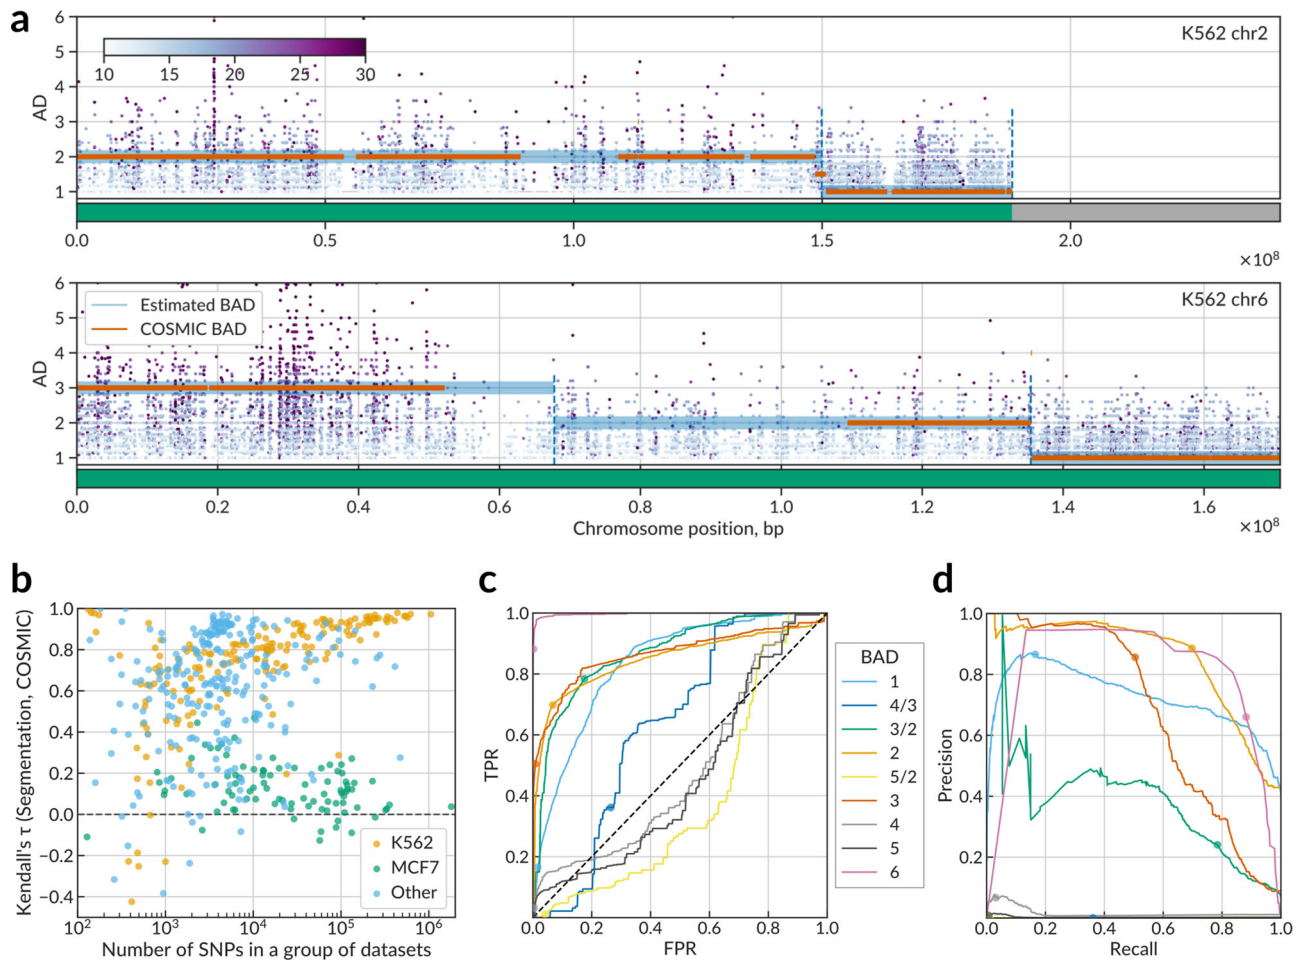 a
K562 chr2
6
5
4
3
2
1
AD
10 15 20 25 30
0.0 0.5 1.0 1.5 2.0
×10⁸
K562 chr6
6
5
4
3
2
1
AD
Estimated BAD
COSMIC BAD
0.0 0.2 0.4 0.6 0.8 1.0 1.2 1.4 1.6
×10⁸
Chromosome position, bp
b
Kendall's τ (Segmentation, COSMIC)
1.0
0.8
0.6
0.4
0.2
0.0
−0.2
−0.4
K562
MCF7
Other
10² 10³ 10⁴ 10⁵ 10⁶
Number of SNPs in a group of datasets
c
TPR
1.0
0.8
0.6
0.4
0.2
0.0 0.2 0.4 0.6 0.8 1.0
FPR
BAD
1
4/3
3/2
2
5/2
3
4
5
6
d
Precision
1.0
0.8
0.6
0.4
0.2
0.0 0.2 0.4 0.6 0.8 1.0
Recall